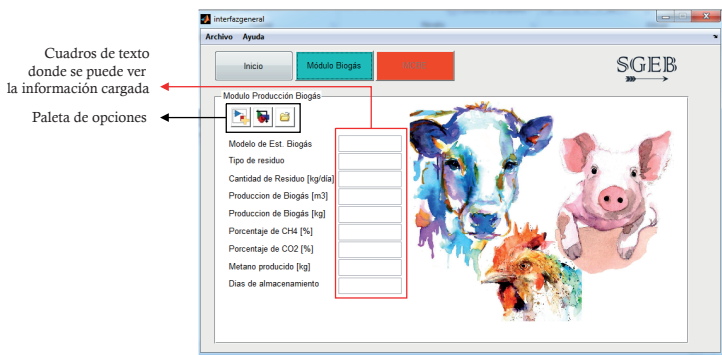 interfazgeneral
Archivo Ayuda
Cuadros de texto
donde se puede ver
la información cargada
Paleta de opciones
Inicio
Módulo Biogás
SGEB
Modulo Producción Biogás
Modelo de Est. Biogás
Tipo de residuo
Cantidad de Residuo [kg/día]
Produccion de Biogás [m3]
Produccion de Biogás [kg]
Porcentaje de CH4 [%]
Porcentaje de CO2 [%]
Metano producido [kg]
Dias de almacenamiento